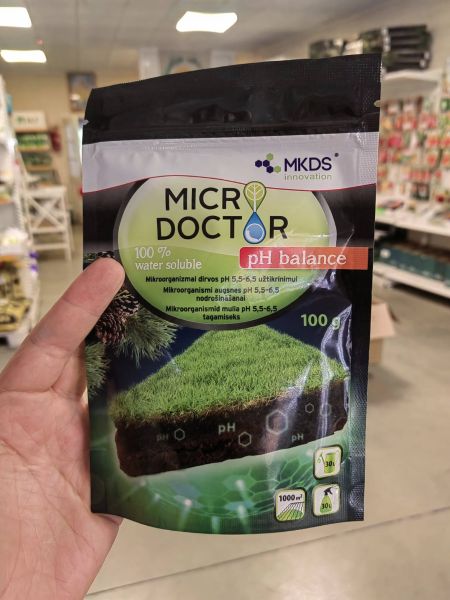 MKDS®
innovation
MICRO
DOCTOR
100 %
water soluble
pH balance
Mikroorganizmai dirvos pH 5,5-6,5 užtikrinimui
Mikroorganismi augsnes pH 5,5-6,5
nodrošināšanai
Mikroorganismid mulla pH 5,5-6,5
tagamiseks
100 g
pH
pH
pH
pH
30 l
1000 m²
30 l